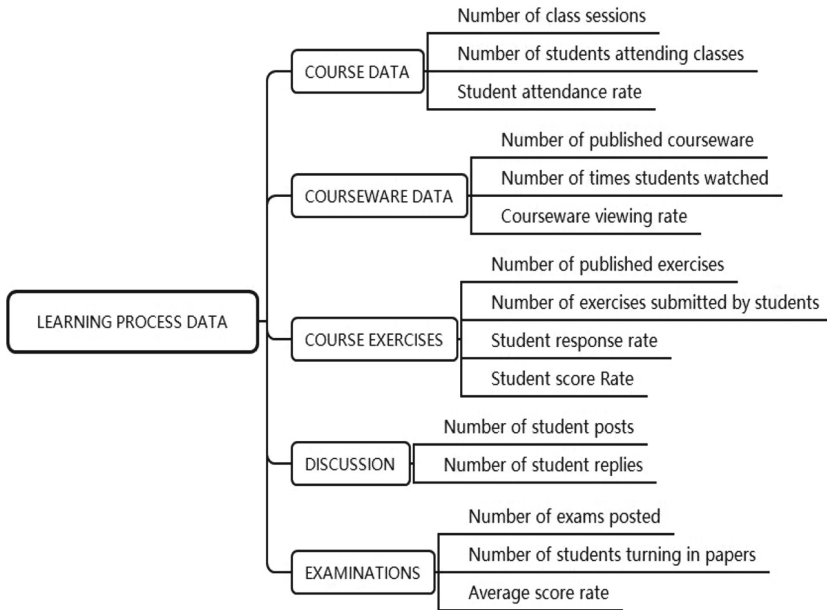 LEARNING PROCESS DATA
COURSE DATA
Number of class sessions
Number of students attending classes
Student attendance rate
COURSEWARE DATA
Number of published courseware
Number of times students watched
Courseware viewing rate
COURSE EXERCISES
Number of published exercises
Number of exercises submitted by students
Student response rate
Student score Rate
DISCUSSION
Number of student posts
Number of student replies
EXAMINATIONS
Number of exams posted
Number of students turning in papers
Average score rate